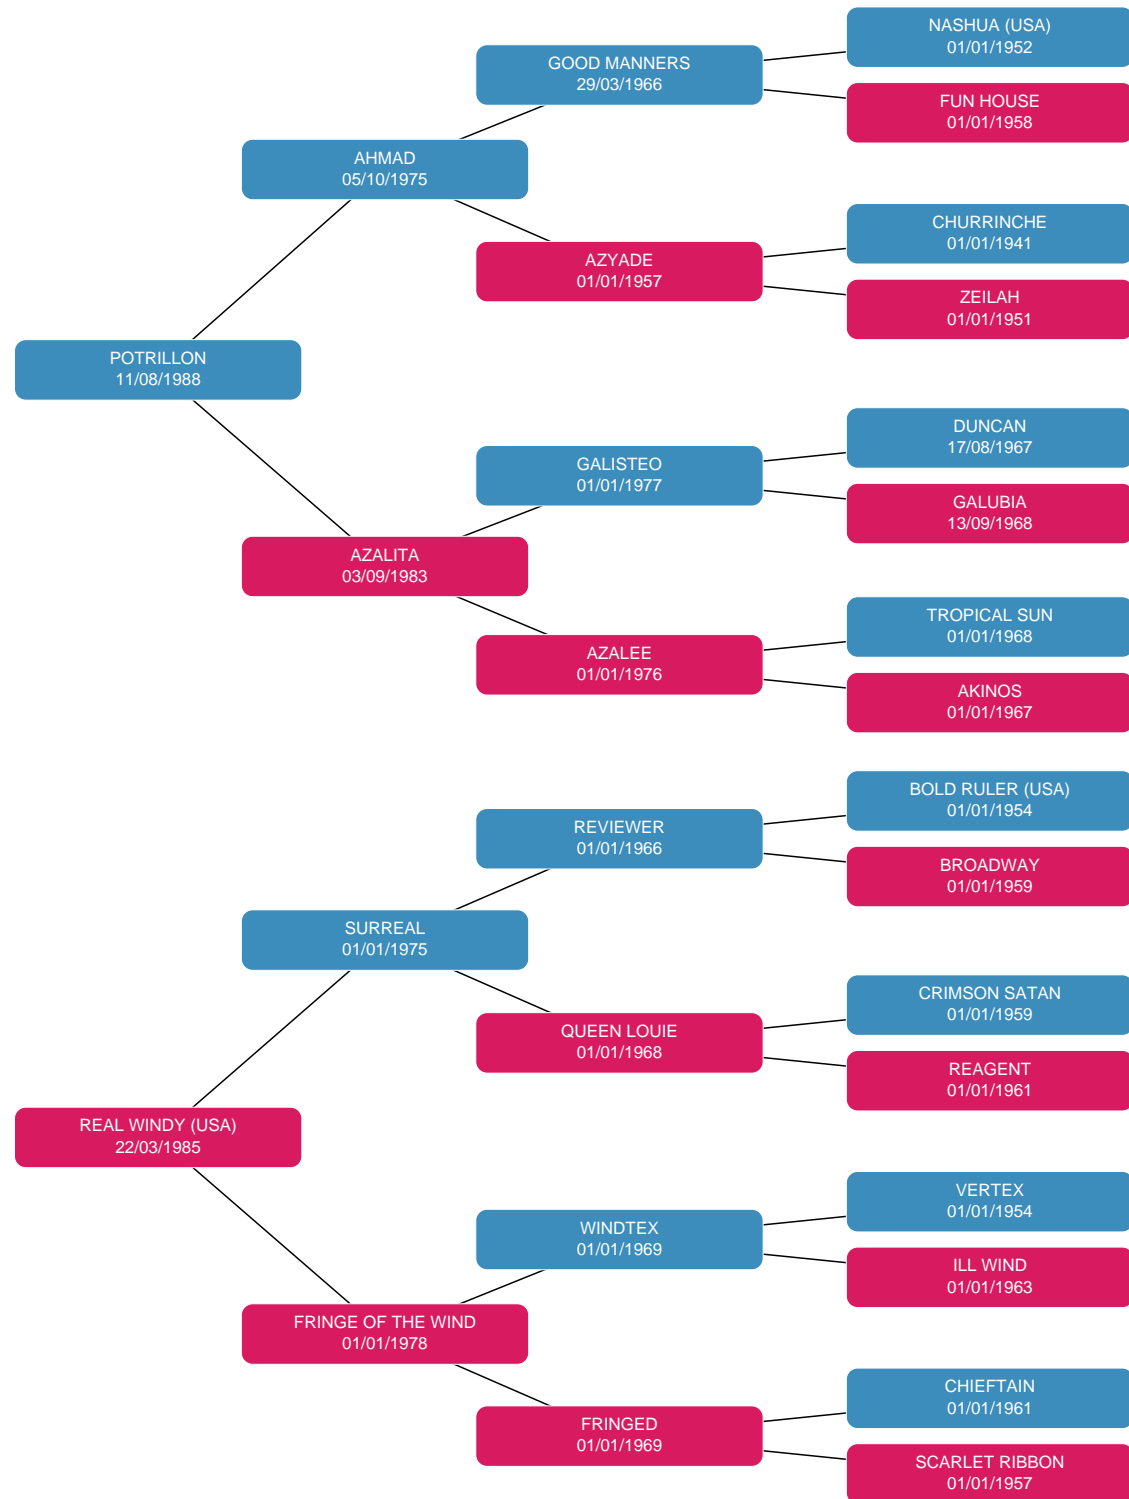 NASHUA (USA)
01/01/1952
GOOD MANNERS
29/03/1966
FUN HOUSE
01/01/1958
AHMAD
05/10/1975
CHURRINCHE
01/01/1941
AZYADE
01/01/1957
ZEILAH
01/01/1951
POTRILLON
11/08/1988
DUNCAN
17/08/1967
GALISTEO
01/01/1977
GALUBIA
13/09/1968
AZALITA
03/09/1983
TROPICAL SUN
01/01/1968
AZALEE
01/01/1976
AKINOS
01/01/1967
BOLD RULER (USA)
01/01/1954
REVIEWER
01/01/1966
BROADWAY
01/01/1959
SURREAL
01/01/1975
CRIMSON SATAN
01/01/1959
QUEEN LOUIE
01/01/1968
REAGENT
01/01/1961
REAL WINDY (USA)
22/03/1985
VERTEX
01/01/1954
WINDTEX
01/01/1969
ILL WIND
01/01/1963
FRINGE OF THE WIND
01/01/1978
CHIEFTAIN
01/01/1961
FRINGED
01/01/1969
SCARLET RIBBON
01/01/1957